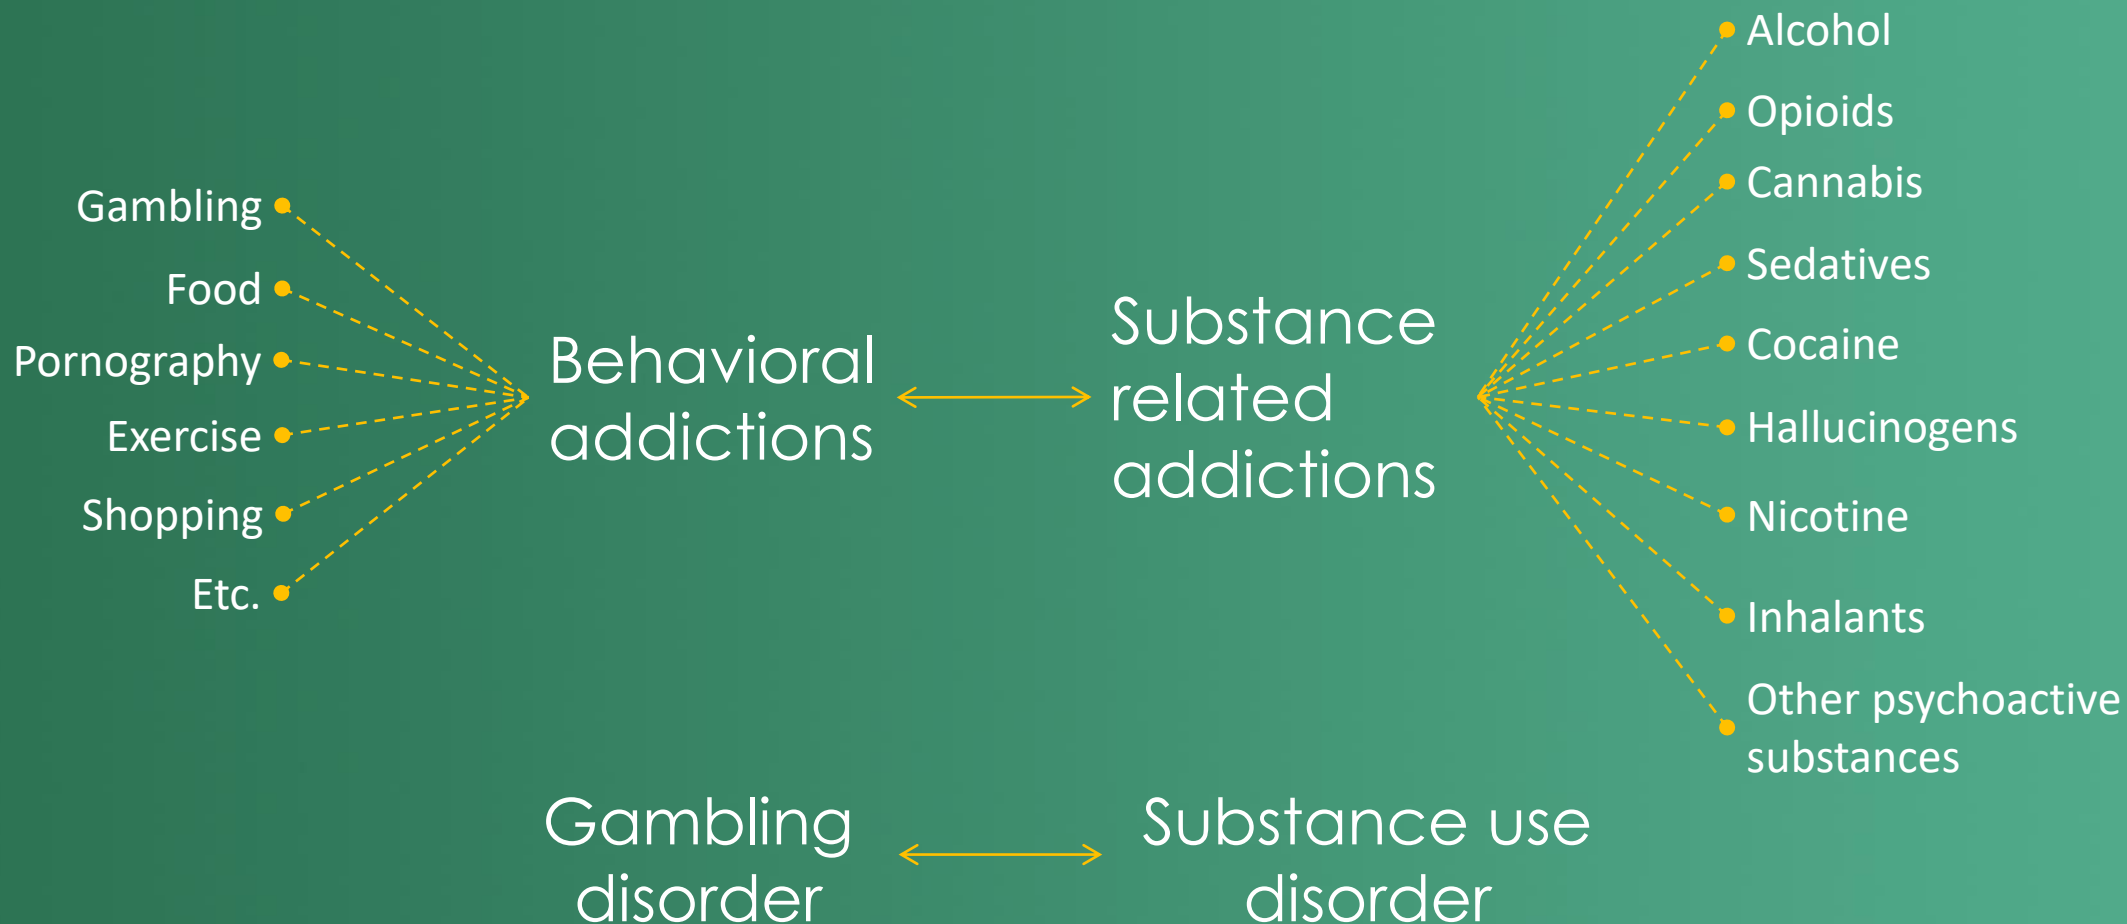 Gambling
Food
Pornography
Exercise
Shopping
Etc.
Behavioral
addictions
Substance
related
addictions
Alcohol
Opioids
Cannabis
Sedatives
Cocaine
Hallucinogens
Nicotine
Inhalants
Other psychoactive
substances
Gambling
disorder
Substance use
disorder